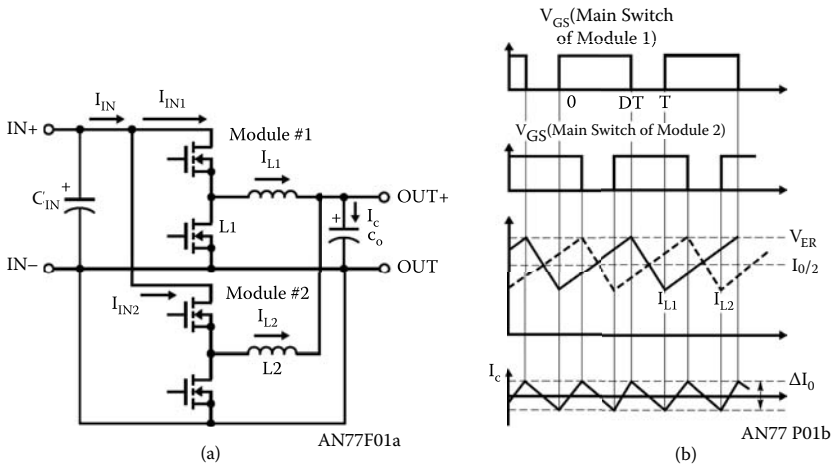 I_IN
I_IN1
IN+
Module #1
I_L1
C_IN
+
L1
OUT+
+
I_c
c_o
IN−
OUT
Module #2
I_IN2
I_L2
L2
AN77F01a
(a)
V_GS(Main Switch
of Module 1)
0
DT
T
V_GS(Main Switch of Module 2)
V_ER
I_0/2
I_L1
I_L2
I_c
ΔI_0
AN77 P01b
(b)